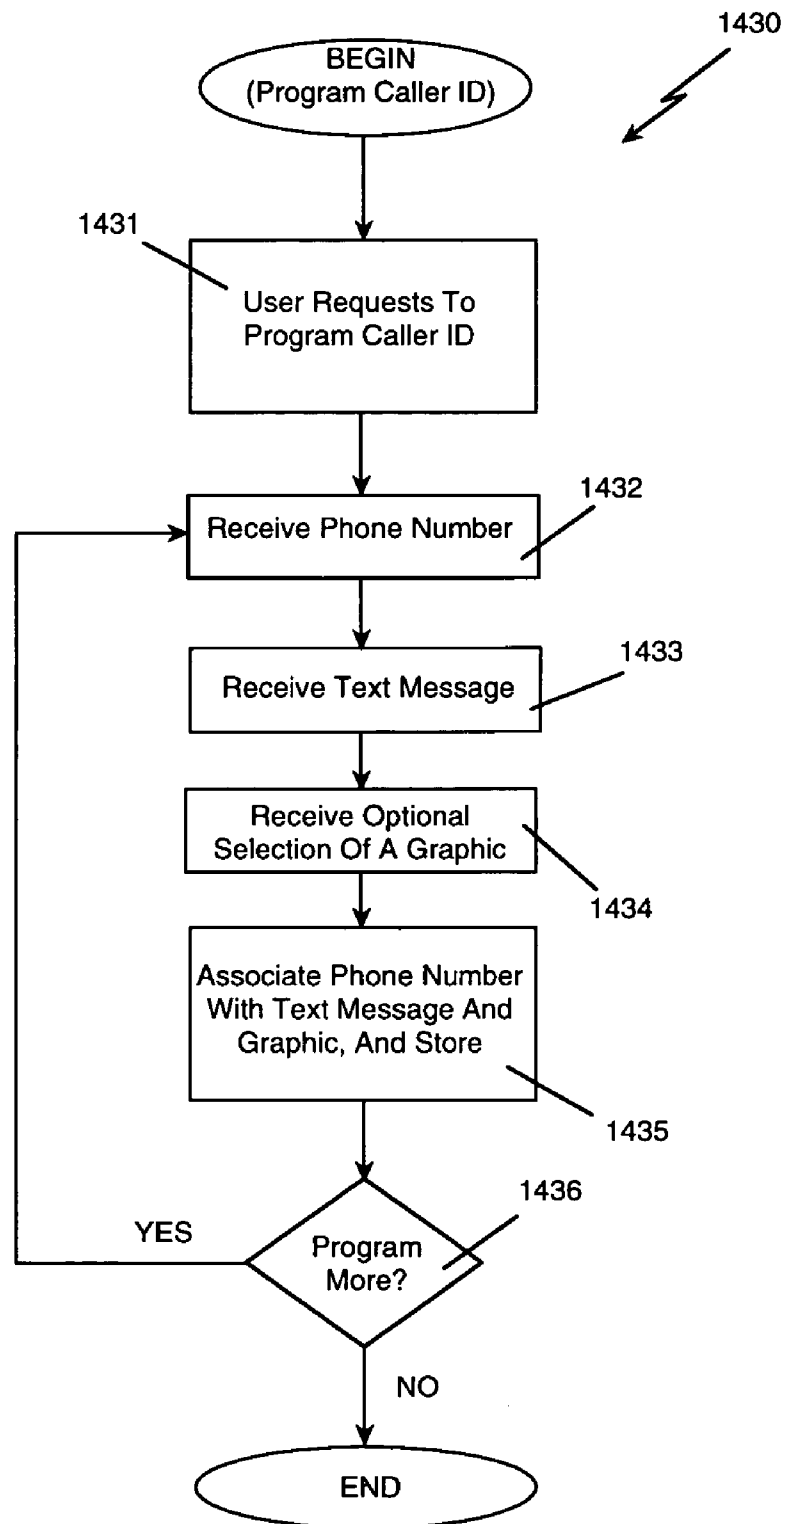 1430
BEGIN
(Program Caller ID)
1431
User Requests To
Program Caller ID
1432
Receive Phone Number
1433
Receive Text Message
Receive Optional
Selection Of A Graphic
1434
Associate Phone Number
With Text Message And
Graphic, And Store
1435
1436
YES
Program
More?
NO
END